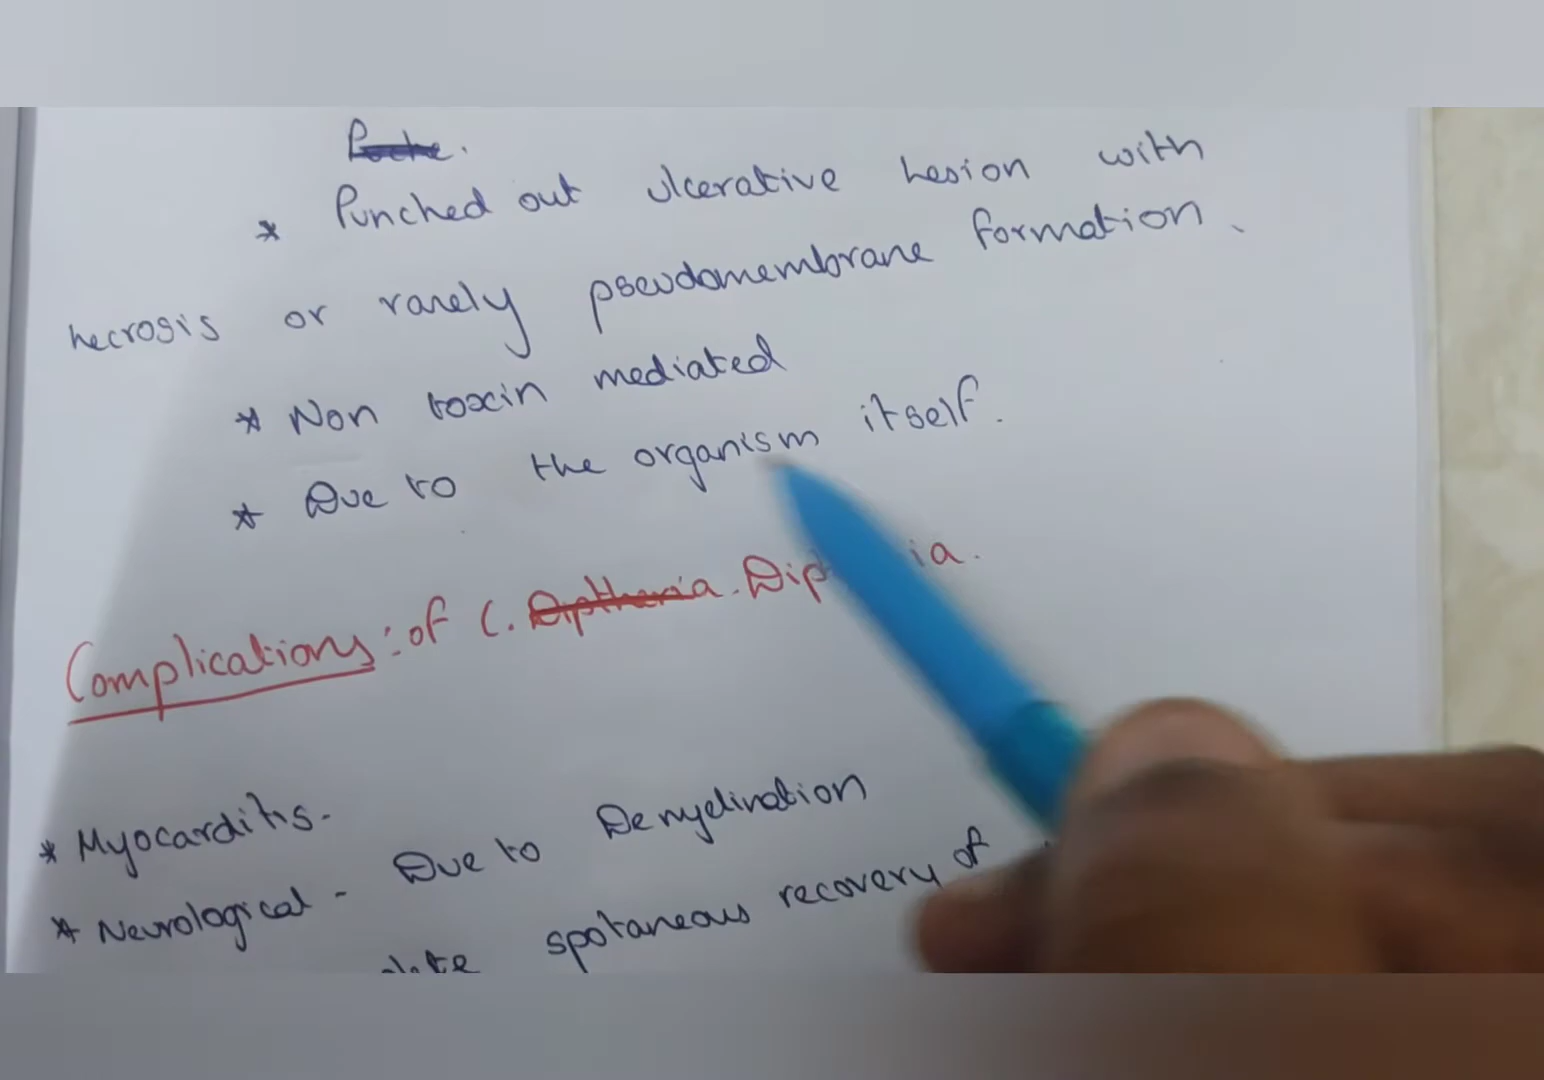 * Punched out ulcerative lesion with
necrosis or rarely pseudomembrane formation.
* Non toxin mediated
* Due to the organism itself.
Complications: of C.
* Myocarditis.
* Neurological - Due to Demyelination
spotaneous recovery of